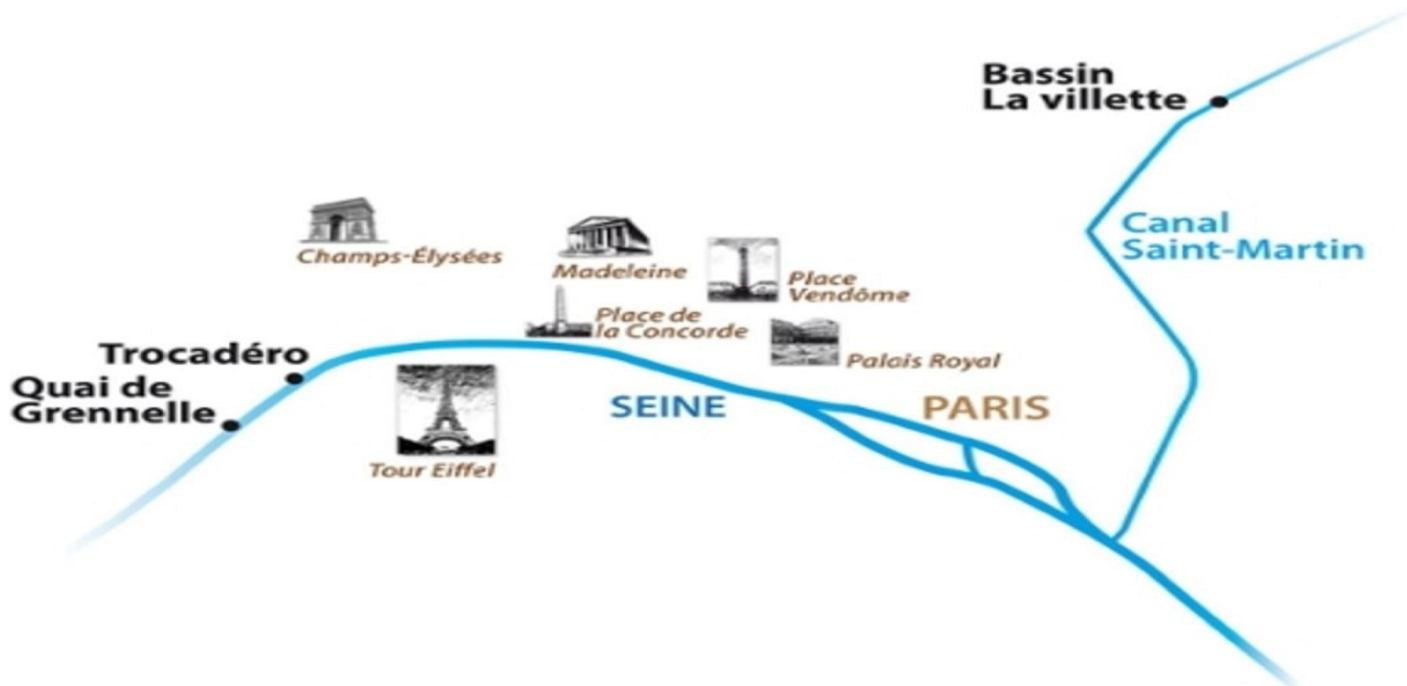 Bassin
La villette
Canal
Saint-Martin
Champs-Élysées
Madeleine
Place
Vendôme
Place de
la Concorde
Trocadéro
Palais Royal
Quai de
Grennelle
SEINE
PARIS
Tour Eiffel